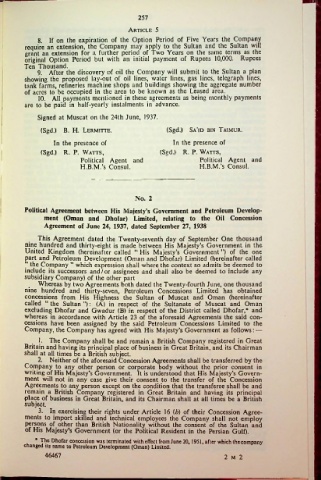 257
ARTICLE 5
8. If on the expiration of the Option Period of Five Years the Company
require an extension, the Company may apply to the Sultan and the Sultan will
grant an extension for a further period of Two Years on the same terms as the
original Option Period but with an initial payment of Rupees 10,000. Rupees
Ten Thousand.
9. After the discovery of oil the Company will submit to the Sultan a plan
showing the proposed lay-out of oil lines, water lines, gas lines, telegraph lines,
tank farms, refineries machine shops and buildings showing the aggregate number
of acres to be occupied in the area to be known as the Leased area.
10. All payments mentioned in these agreements as being monthly payments
are to be paid in half-yearly instalments in advance.
Signed at Muscat on the 24th June, 1937.
(Sgd.) B. H. LERMITTE. (Sgd.) SA'ID BIN TAIMUR.
In the presence of In the presence of
(Sgd.) R. P. WATTS, (Sgd.) R. P. WATTS,
Political Agent and Political Agent and
H.B.M.'s Consul. H.B.M.'s Consul.
No. 2
Political Agreement between His Majesty's Government and Petroleum Develop-
ment (Oman and Dhofar) Limited, relating to the Oil Concession
Agreement of June 24, 1937, dated September 27, 1938
This Agreement dated the Twenty-seventh day of September One thousand
nine hundred and thirty-eight is made between His Majesty's Government in the
United Kingdom (hereinafter called "His Majesty's Government") of the one
part and Petroleum Development (Oman and Dhofar) Limited (hereinafter called
"the Company" which expression shall where the context so admits be deemed to
include its successors and/or assignees and shall also be deemed to include any
subsidiary Company) of the other part
Whereas by two Agreements both dated the Twenty-fourth June, one thousand
nine hundred and thirty-seven, Petroleum Concessions Limited has obtained
concessions from His Highness the Sultan of Muscat and Oman (hereinafter
called "the Sultan"): (A) in respect of the Sultanate of Muscat and Oman
excluding Dhofar and Gwadur (B) in respect of the District called Dhofar,* and
whereas in accordance with Article 23 of the aforesaid Agreements the said con-
cessions have been assigned by the said Petroleum Concessions Limited to the
Company, the Company has agreed with His Majesty's Government as follows:—
1. The Company shall be and remain a British Company registered in Great
Britain and having its principal place of business in Great Britain, and its Chairman
shall at all times be a British subject.
2. Neither of the aforesaid Concession Agreements shall be transferred by the
Company to any other person or corporate body without the prior consent in
writing of His Majesty's Government. It is understood that His Majesty's Govern-
ment will not in any case give their consent to the transfer of the Concession
Agreements to any person except on the condition that the transferee shall be and
remain a British Company registered in Great Britain and having its principal
place of business in Great Britain, and its Chairman shall at all times be a British
subject.
3. In exercising their rights under Article 16 (b) of their Concession Agree-
ments to import skilled and technical employees the Company shall not employ
persons of other than British Nationality without the consent of the Sultan and
of His Majesty's Government (or the Political Resident in the Persian Gulf).
* The Dhofar concession was terminated with effect from June 20, 1951, after which the company
changed its name to Petroleum Development (Oman) Limited.
46467 2 M 2